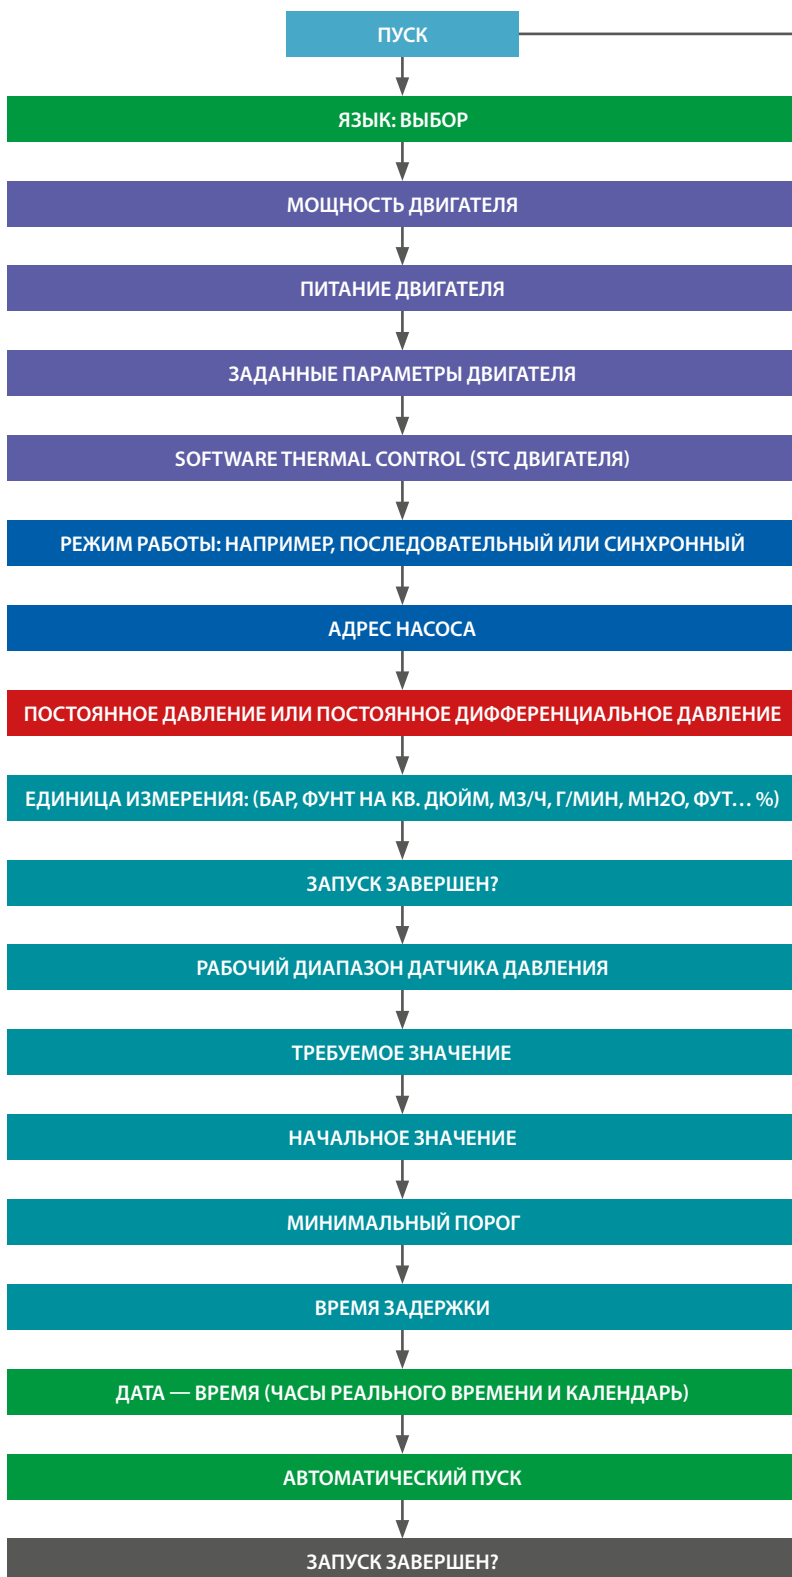 ПУСК
ЯЗЫК: ВЫБОР
МОЩНОСТЬ ДВИГАТЕЛЯ
ПИТАНИЕ ДВИГАТЕЛЯ
ЗАДАННЫЕ ПАРАМЕТРЫ ДВИГАТЕЛЯ
SOFTWARE THERMAL CONTROL (STC ДВИГАТЕЛЯ)
РЕЖИМ РАБОТЫ: НАПРИМЕР, ПОСЛЕДОВАТЕЛЬНЫЙ ИЛИ СИНХРОННЫЙ
АДРЕС НАСОСА
ПОСТОЯННОЕ ДАВЛЕНИЕ ИЛИ ПОСТОЯННОЕ ДИФФЕРЕНЦИАЛЬНОЕ ДАВЛЕНИЕ
ЕДИНИЦА ИЗМЕРЕНИЯ: (БАР, ФУНТ НА КВ. ДЮЙМ, М3/Ч, Г/МИН, МН2О, ФУТ... %)
ЗАПУСК ЗАВЕРШЕН?
РАБОЧИЙ ДИАПАЗОН ДАТЧИКА ДАВЛЕНИЯ
ТРЕБУЕМОЕ ЗНАЧЕНИЕ
НАЧАЛЬНОЕ ЗНАЧЕНИЕ
МИНИМАЛЬНЫЙ ПОРОГ
ВРЕМЯ ЗАДЕРЖКИ
ДАТА — ВРЕМЯ (ЧАСЫ РЕАЛЬНОГО ВРЕМЕНИ И КАЛЕНДАРЬ)
АВТОМАТИЧЕСКИЙ ПУСК
ЗАПУСК ЗАВЕРШЕН?